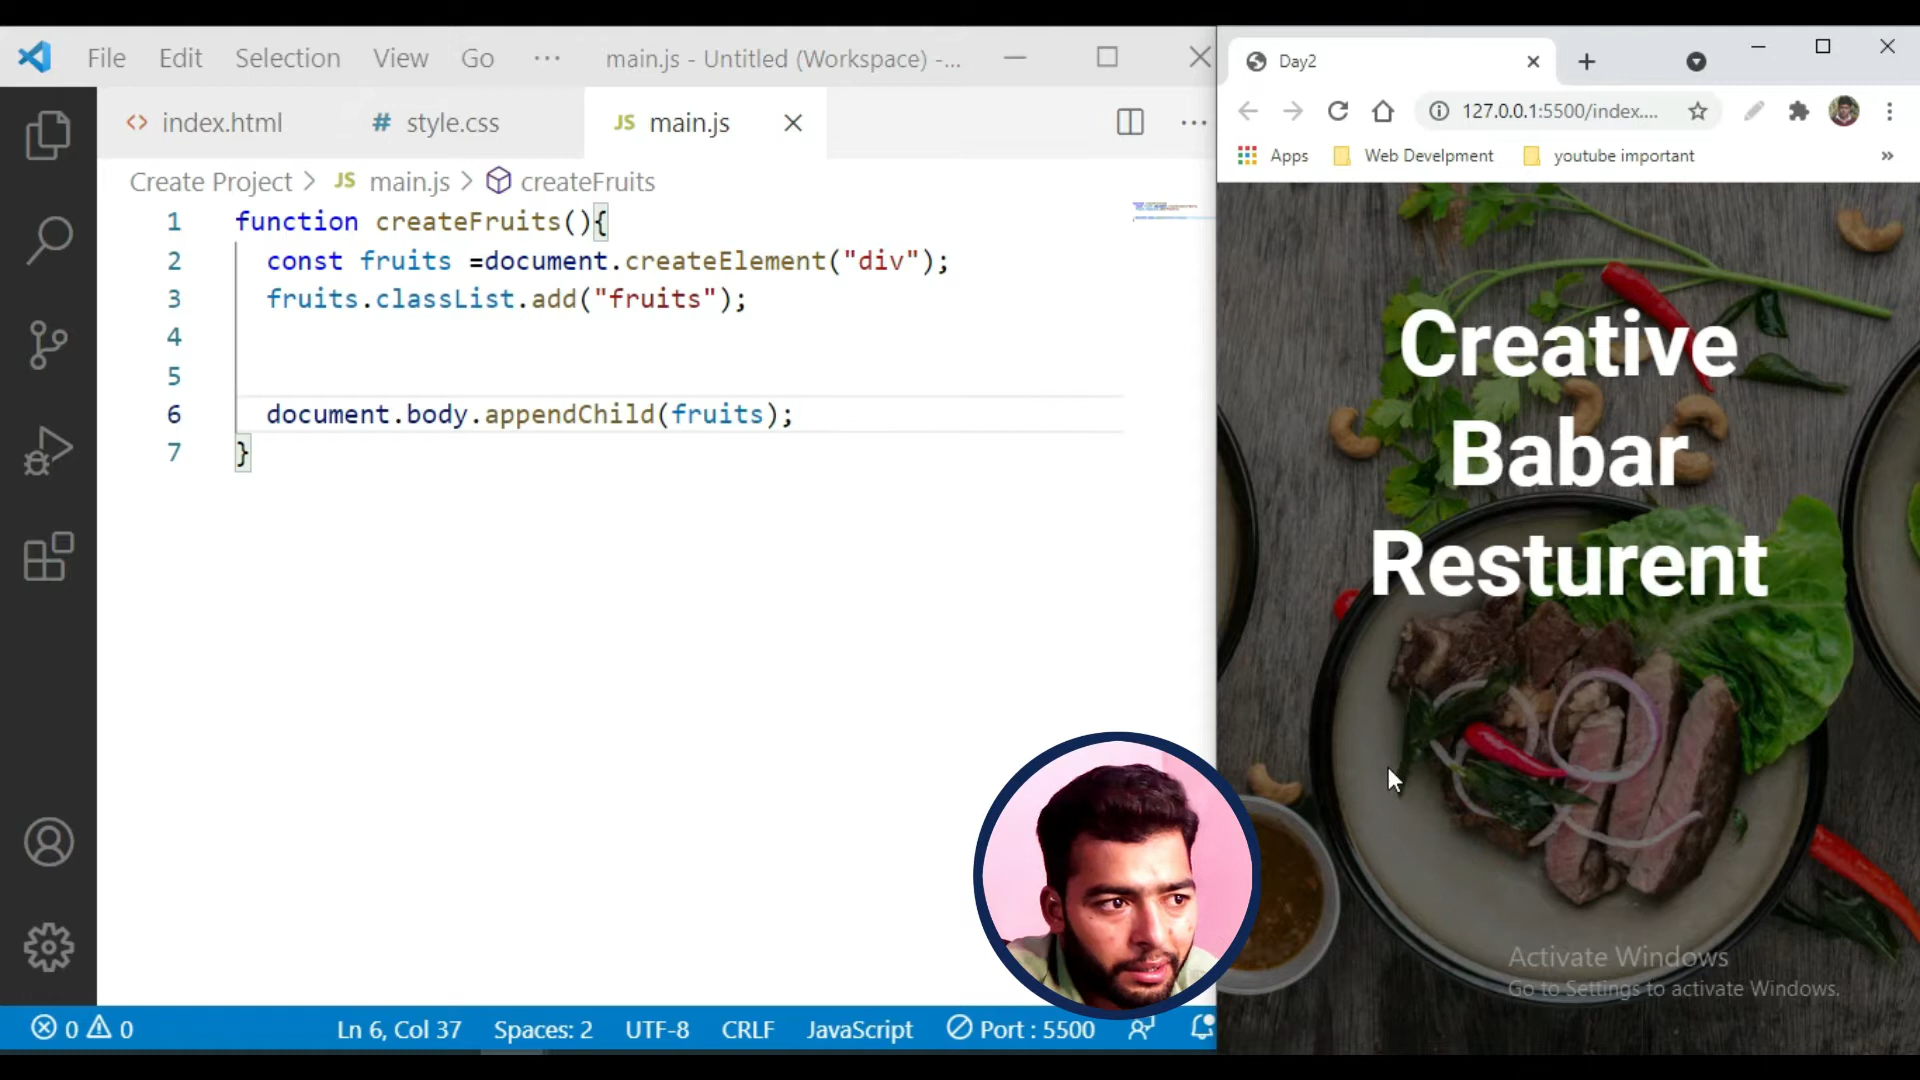 File Edit Selection View Go ··· main.js - Untitled (Workspace) -...
index.html # style.css JS main.js
Create Project > JS main.js > createFruits
1 function createFruits(){
2 const fruits =document.createElement("div");
3 fruits.classList.add("fruits");
4
5
6 document.body.appendChild(fruits);
7 }
0 0 Ln 6, Col 37 Spaces: 2 UTF-8 CRLF JavaScript Port : 5500
Day2
127.0.0.1:5500/index....
Apps Web Develpment youtube important »
Creative
Babar
Resturent
Activate Windows
Go to Settings to activate Windows.